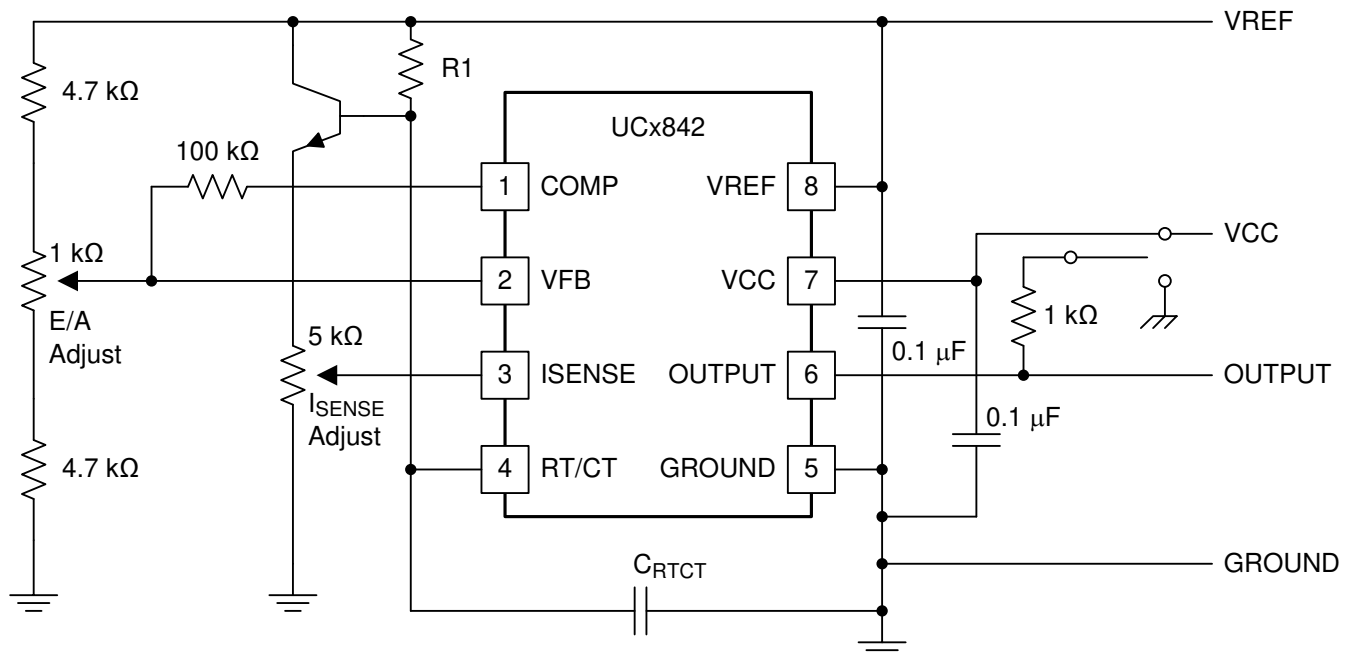 VREF
4.7 kΩ
R1
UCx842
100 kΩ
1 COMP
VREF 8
1 kΩ
VCC
2 VFB
VCC 7
E/A
Adjust
1 kΩ
5 kΩ
0.1 μF
3 ISENSE
OUTPUT 6
OUTPUT
ISENSE
Adjust
0.1 μF
4.7 kΩ
4 RT/CT
GROUND 5
CRTCT
GROUND